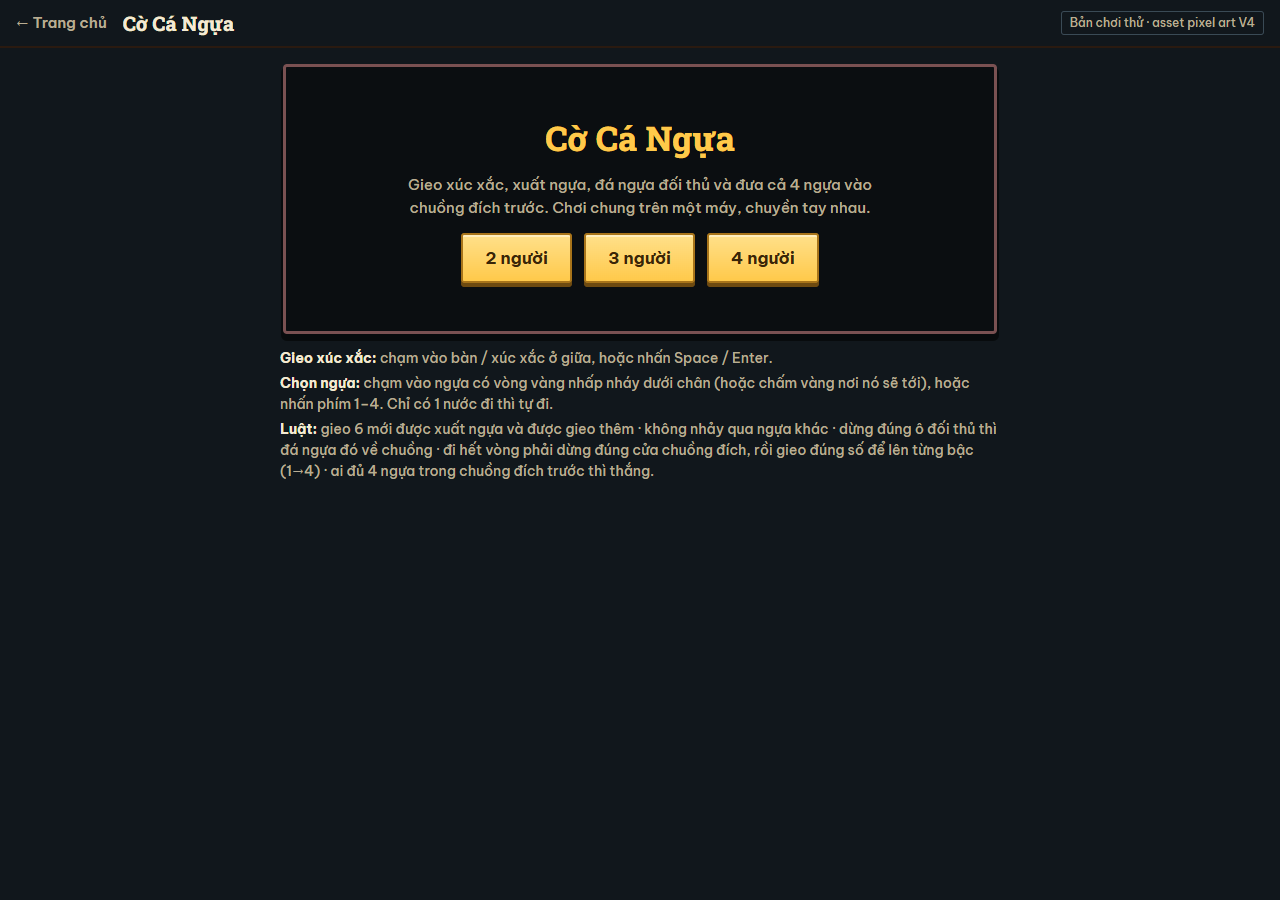 ← Trang chủ
Cờ Cá Ngựa
Bản chơi thử · asset pixel art V4
Cờ Cá Ngựa
Gieo xúc xắc, xuất ngựa, đá ngựa đối thủ và đưa cả 4 ngựa vào
chuồng đích trước. Chơi chung trên một máy, chuyền tay nhau.
2 người
3 người
4 người
Gieo xúc xắc: chạm vào bàn / xúc xắc ở giữa, hoặc nhấn Space / Enter.
Chọn ngựa: chạm vào ngựa có vòng vàng nhấp nháy dưới chân (hoặc chấm vàng nơi nó sẽ tới), hoặc
nhấn phím 1–4. Chỉ có 1 nước đi thì tự đi.
Luật: gieo 6 mới được xuất ngựa và được gieo thêm · không nhảy qua ngựa khác · dừng đúng ô đối thủ thì
đá ngựa đó về chuồng · đi hết vòng phải dừng đúng cửa chuồng đích, rồi gieo đúng số để lên từng bậc
(1→4) · ai đủ 4 ngựa trong chuồng đích trước thì thắng.